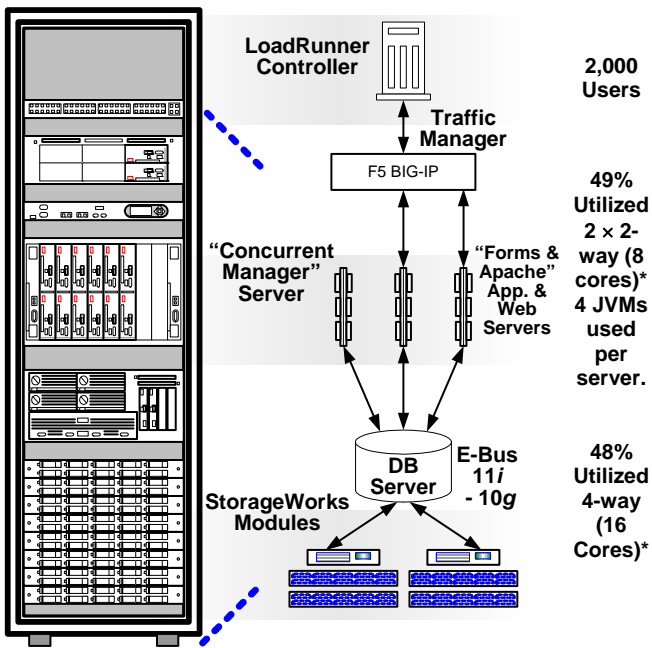 LoadRunner
Controller
2,000
Users
Traffic
Manager
F5 BIG-IP
49%
Utilized
2 × 2-
way (8
cores)*
4 JVMs
used
per
server.
“Concurrent
Manager”
Server
“Forms &
Apache”
App. &
Web
Servers
DB
Server
E-Bus
11i
- 10g
48%
Utilized
4-way
(16
Cores)*
StorageWorks
Modules